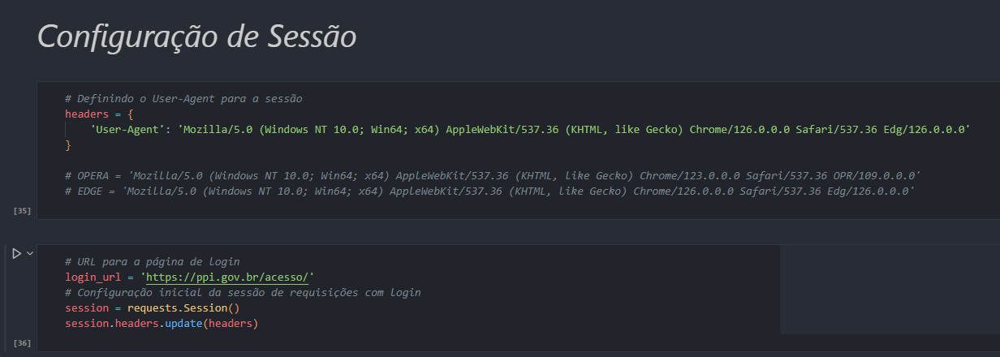 Configuração de Sessão
# Definindo o User-Agent para a sessão
headers = {
    'User-Agent': 'Mozilla/5.0 (Windows NT 10.0; Win64; x64) AppleWebKit/537.36 (KHTML, like Gecko) Chrome/126.0.0.0 Safari/537.36 Edg/126.0.0.0'
}
# OPERA = 'Mozilla/5.0 (Windows NT 10.0; Win64; x64) AppleWebKit/537.36 (KHTML, like Gecko) Chrome/123.0.0.0 Safari/537.36 OPR/109.0.0.0'
# EDGE = 'Mozilla/5.0 (Windows NT 10.0; Win64; x64) AppleWebKit/537.36 (KHTML, like Gecko) Chrome/126.0.0.0 Safari/537.36 Edg/126.0.0.0'
[35]
# URL para a página de login
login_url = 'https://ppi.gov.br/acesso/'
# Configuração inicial da sessão de requisições com login
session = requests.Session()
session.headers.update(headers)
[36]